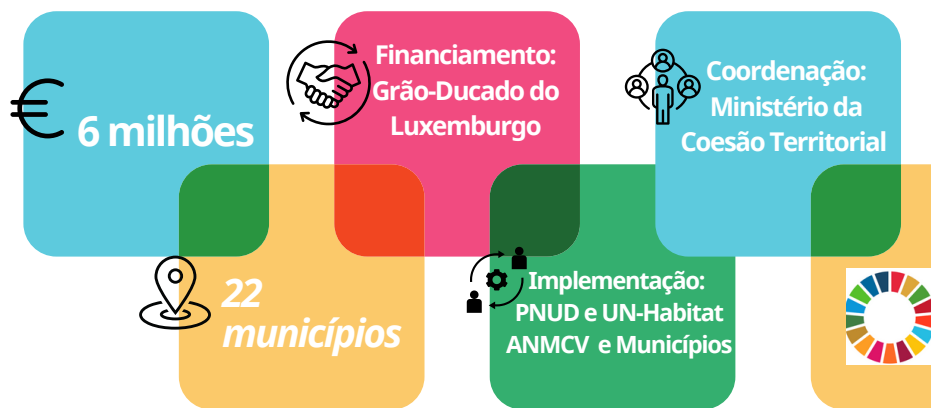 €
6 milhões
Financiamento:
Grão-Ducado do
Luxemburgo
Coordenação:
Ministério da
Coesão Territorial
22
municípios
Implementação:
PNUD e UN-Habitat
ANMCV e Municípios